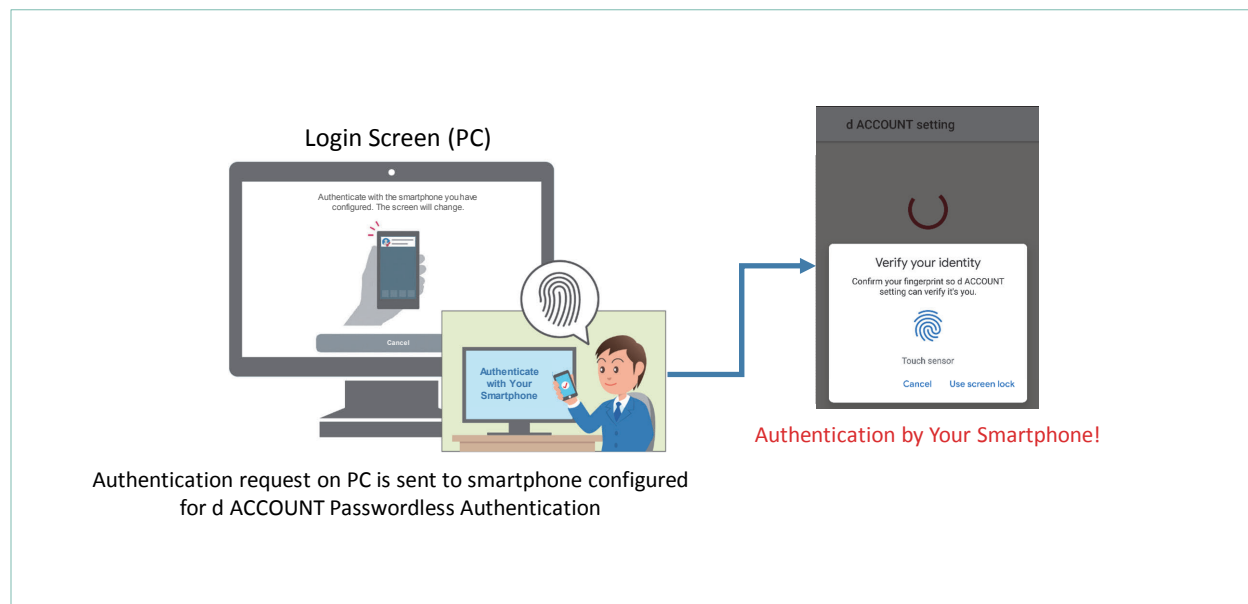 Login Screen (PC)
Authenticate with the smartphone you have
configured. The screen will change.
Cancel
Authenticate
with Your
Smartphone
Authentication request on PC is sent to smartphone configured
for d ACCOUNT Passwordless Authentication
d ACCOUNT setting
Verify your identity
Confirm your fingerprint so d ACCOUNT
setting can verify it's you.
Touch sensor
Cancel Use screen lock
Authentication by Your Smartphone!